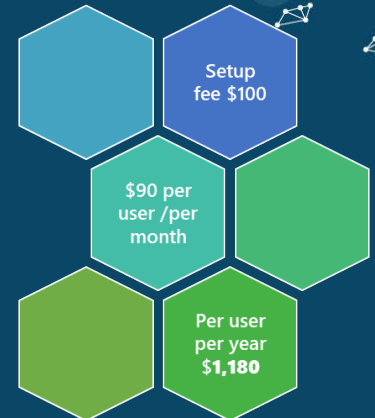 Setup
fee $100
$90 per
user /per
month
Per user
per year
$1,180